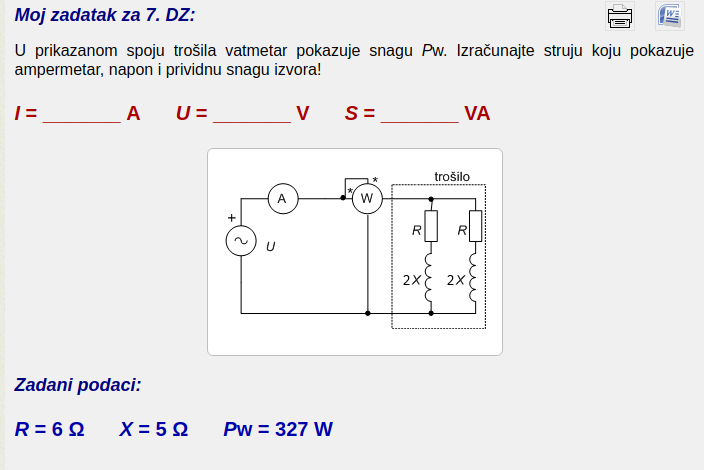 Moj zadatak za 7. DZ:
U prikazanom spoju trošila vatmetar pokazuje snagu Pw. Izračunajte struju koju pokazuje
ampermetar, napon i prividnu snagu izvora!
I = _______ A U = _______ V S = _______ VA
trošilo
* *
A W
+
U
R R
2X 2X
Zadani podaci:
R = 6 Ω X = 5 Ω Pw = 327 W